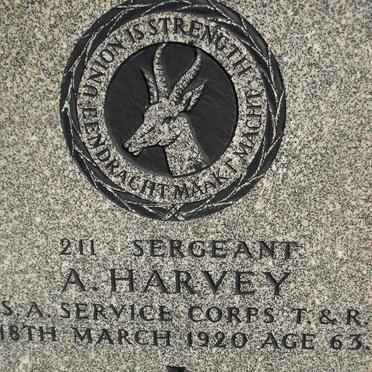 UNION IS STRENGTH
EENDRACHT MAAKT MACHT
211 SERGEANT
A. HARVEY
S. A. SERVICE CORPS T. & R.
18TH MARCH 1920 AGE 63.